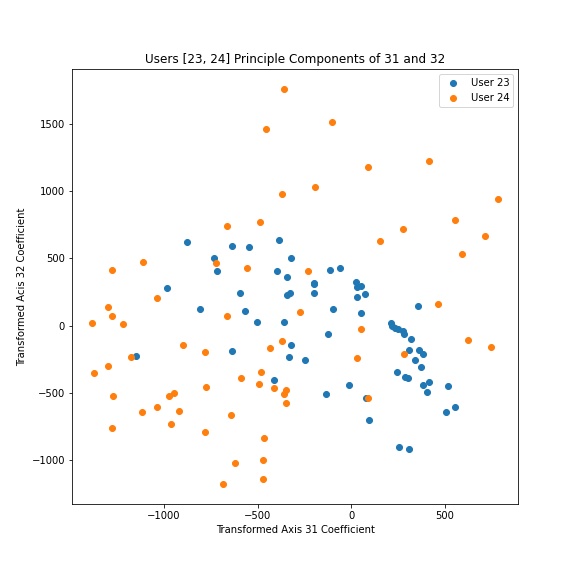 Users [23, 24] Principle Components of 31 and 32
User 23
User 24
Transformed Acis 32 Coefficient
1500
1000
500
0
−500
−1000
−1000 −500 0 500
Transformed Axis 31 Coefficient